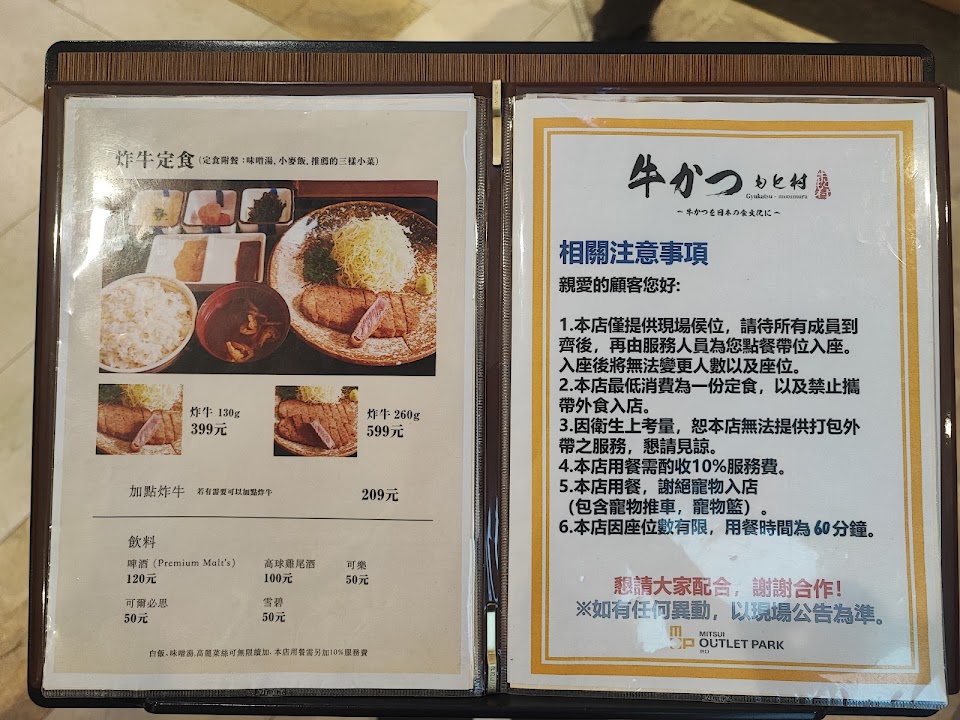 炸牛定食(定食附餐:味噌湯,小麥飯,推薦的三樣小菜)
炸牛 130g
399元
炸牛 260g
599元
加點炸牛 若有需要可以加點炸牛 209元
飲料
啤酒 (Premium Malt's)
120元
高球雞尾酒
100元
可樂
50元
可爾必思
50元
雪碧
50元
白飯、味噌湯,高麗菜絲可無限續加, 本店用餐需另加10%服務費
牛かつ もと村
Gyukatsu - motomura
~牛かつを日本の食文化に~
相關注意事項
親愛的顧客您好:
1.本店僅提供現場侯位，請待所有成員到
齊後，再由服務人員為您點餐帶位入座。
入座後將無法變更人數以及座位。
2.本店最低消費為一份定食，以及禁止攜
帶外食入店。
3.因衛生上考量，恕本店無法提供打包外
帶之服務，懇請見諒。
4.本店用餐需酌收10%服務費。
5.本店用餐，謝絕寵物入店
（包含寵物推車，寵物籃）。
6.本店因座位數有限，用餐時間為60分鐘。
懇請大家配合，謝謝合作!
※如有任何異動，以現場公告為準。
MOP
MITSUI
OUTLET PARK